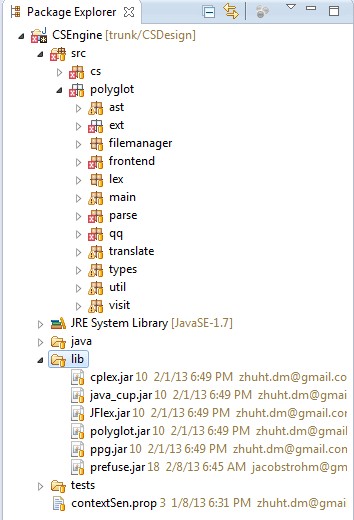 Package Explorer
CSEngine [trunk/CSDesign]
src
cs
polyglot
ast
ext
filemanager
frontend
lex
main
parse
qq
translate
types
util
visit
JRE System Library [JavaSE-1.7]
java
lib
cplex.jar 10 2/1/13 6:49 PM zhuht.dm@gmail.co
java_cup.jar 10 2/1/13 6:49 PM zhuht.dm@gmai
JFlex.jar 10 2/1/13 6:49 PM zhuht.dm@gmail.co
polyglot.jar 10 2/1/13 6:49 PM zhuht.dm@gmail
ppg.jar 10 2/1/13 6:49 PM zhuht.dm@gmail.com
prefuse.jar 18 2/8/13 6:45 AM jacobstrohm@gm
tests
contextSen.prop 3 1/8/13 6:31 PM zhuht.dm@gmai